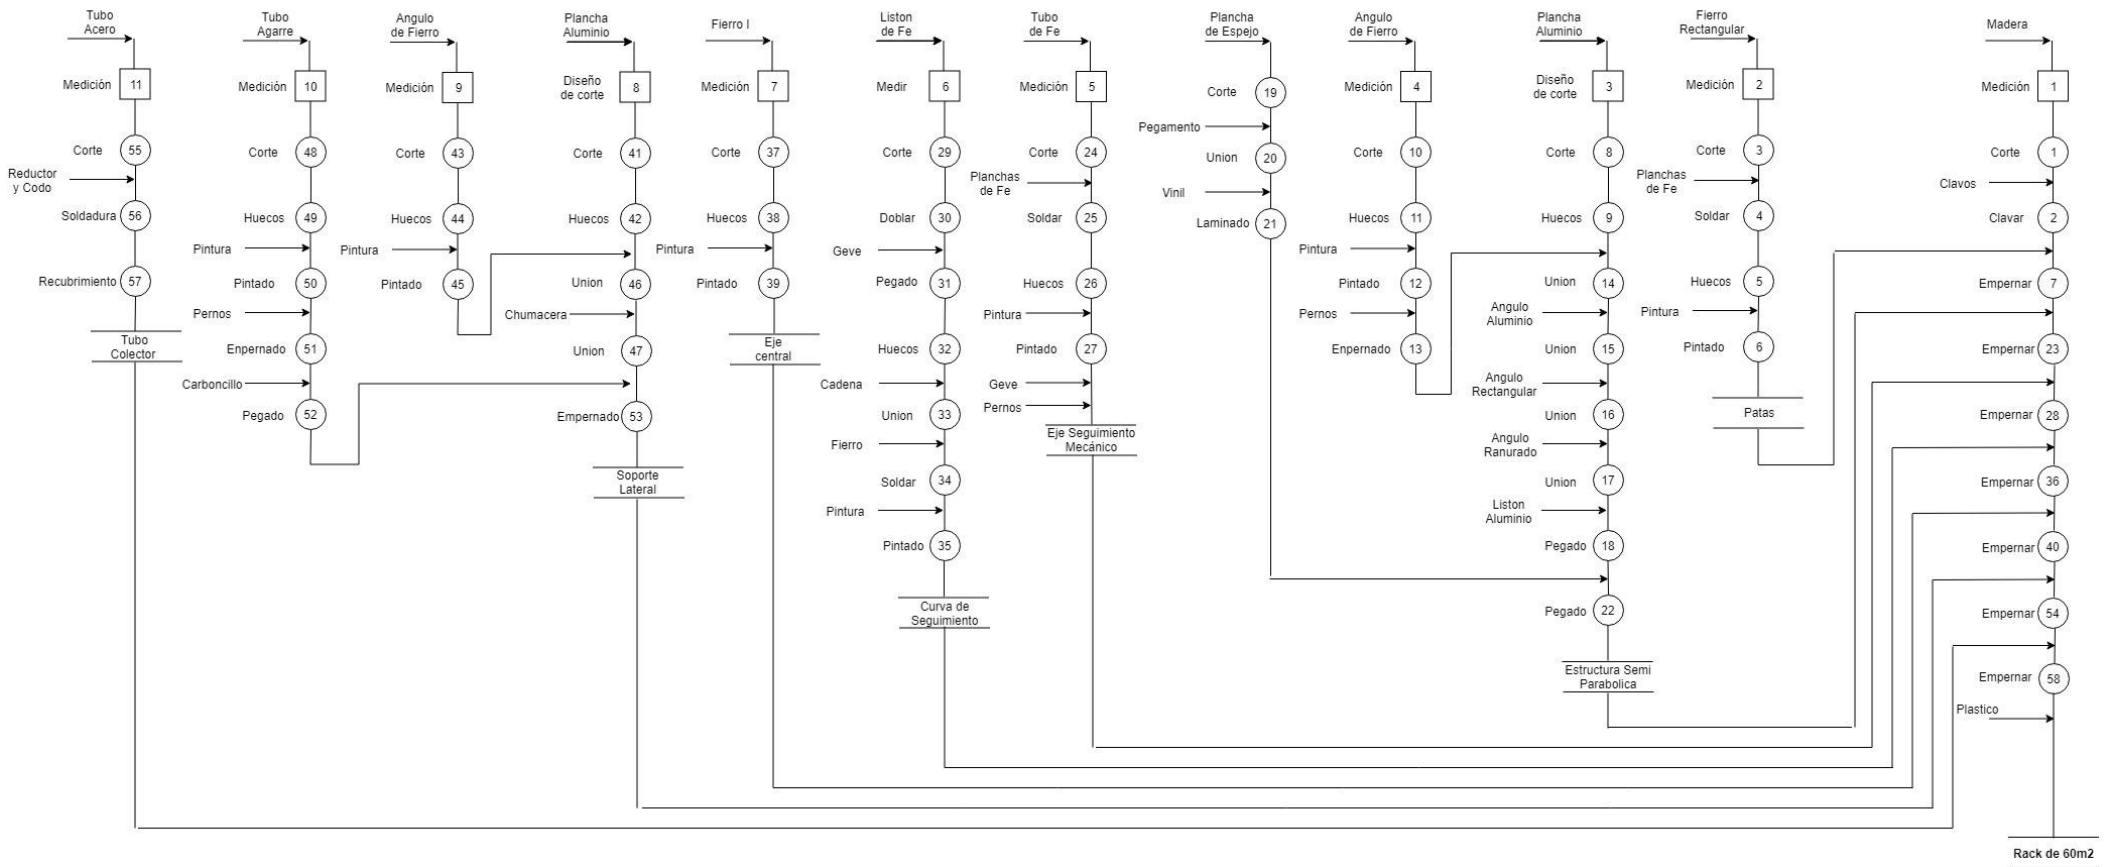 Tubo
Acero
Medición
11
Corte
55
Reductor
y Codo
Soldadura
56
Recubrimiento
57
Tubo
Colector
Tubo
Agarre
Medición
10
Corte
48
Huecos
49
Pintura
Pintado
50
Pernos
Enpernado
51
Carboncillo
Pegado
52
Angulo
de Fierro
Medición
9
Corte
43
Huecos
44
Pintura
Pintado
45
Plancha
Aluminio
Diseño
de corte
8
Corte
41
Huecos
42
Union
46
Chumacera
Union
47
Empernado
53
Soporte
Lateral
Fierro I
Medición
7
Corte
37
Huecos
38
Pintura
Pintado
39
Eje
central
Liston
de Fe
Medir
6
Corte
29
Doblar
30
Geve
Pegado
31
Huecos
32
Cadena
Union
33
Fierro
Soldar
34
Pintura
Pintado
35
Curva de
Seguimiento
Tubo
de Fe
Medición
5
Corte
24
Planchas
de Fe
Soldar
25
Huecos
26
Pintura
Pintado
27
Geve
Pernos
Eje Seguimiento
Mecánico
Plancha
de Espejo
Corte
19
Pegamento
Union
20
Vinil
Laminado
21
Angulo
de Fierro
Medición
4
Corte
10
Huecos
11
Pintura
Pintado
12
Pernos
Enpernado
13
Plancha
Aluminio
Diseño
de corte
3
Corte
8
Huecos
9
Union
14
Angulo
Aluminio
Union
15
Angulo
Rectangular
Union
16
Angulo
Ranurado
Union
17
Liston
Aluminio
Pegado
18
Pegado
22
Estructura Semi
Parabolica
Fierro
Rectangular
Medición
2
Corte
3
Planchas
de Fe
Soldar
4
Huecos
5
Pintura
Pintado
6
Patas
Madera
Medición
1
Corte
1
Clavos
Clavar
2
Empernar
7
Empernar
23
Empernar
28
Empernar
36
Empernar
40
Empernar
54
Empernar
58
Plastico
Rack de 60m2